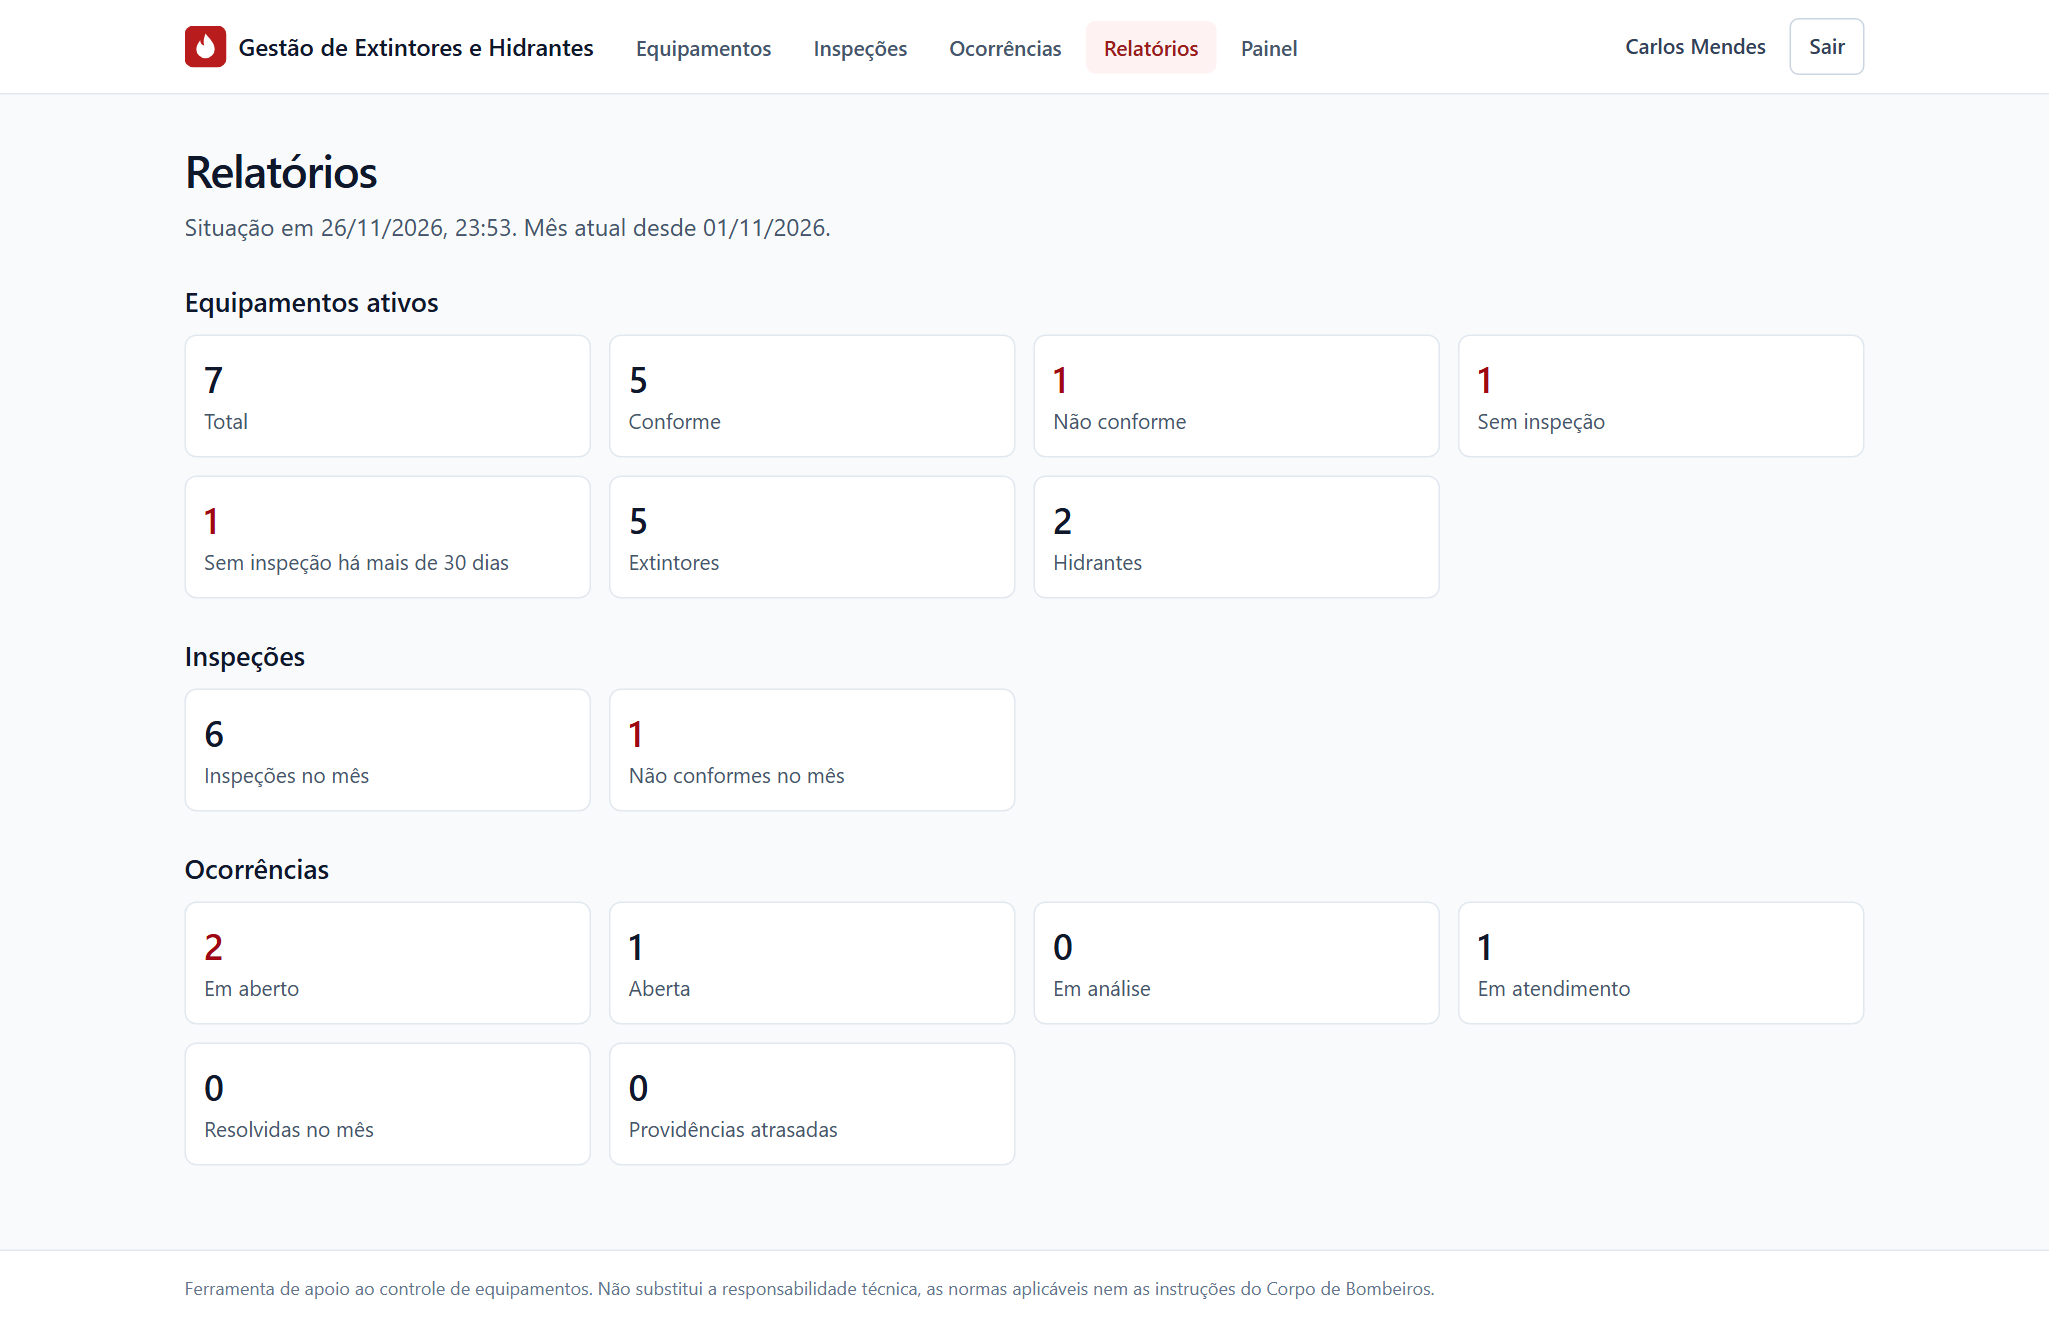 Gestão de Extintores e Hidrantes
Equipamentos
Inspeções
Ocorrências
Relatórios
Painel
Carlos Mendes
Sair
Relatórios
Situação em 26/11/2026, 23:53. Mês atual desde 01/11/2026.
Equipamentos ativos
7
Total
5
Conforme
1
Não conforme
1
Sem inspeção
1
Sem inspeção há mais de 30 dias
5
Extintores
2
Hidrantes
Inspeções
6
Inspeções no mês
1
Não conformes no mês
Ocorrências
2
Em aberto
1
Aberta
0
Em análise
1
Em atendimento
0
Resolvidas no mês
0
Providências atrasadas
Ferramenta de apoio ao controle de equipamentos. Não substitui a responsabilidade técnica, as normas aplicáveis nem as instruções do Corpo de Bombeiros.